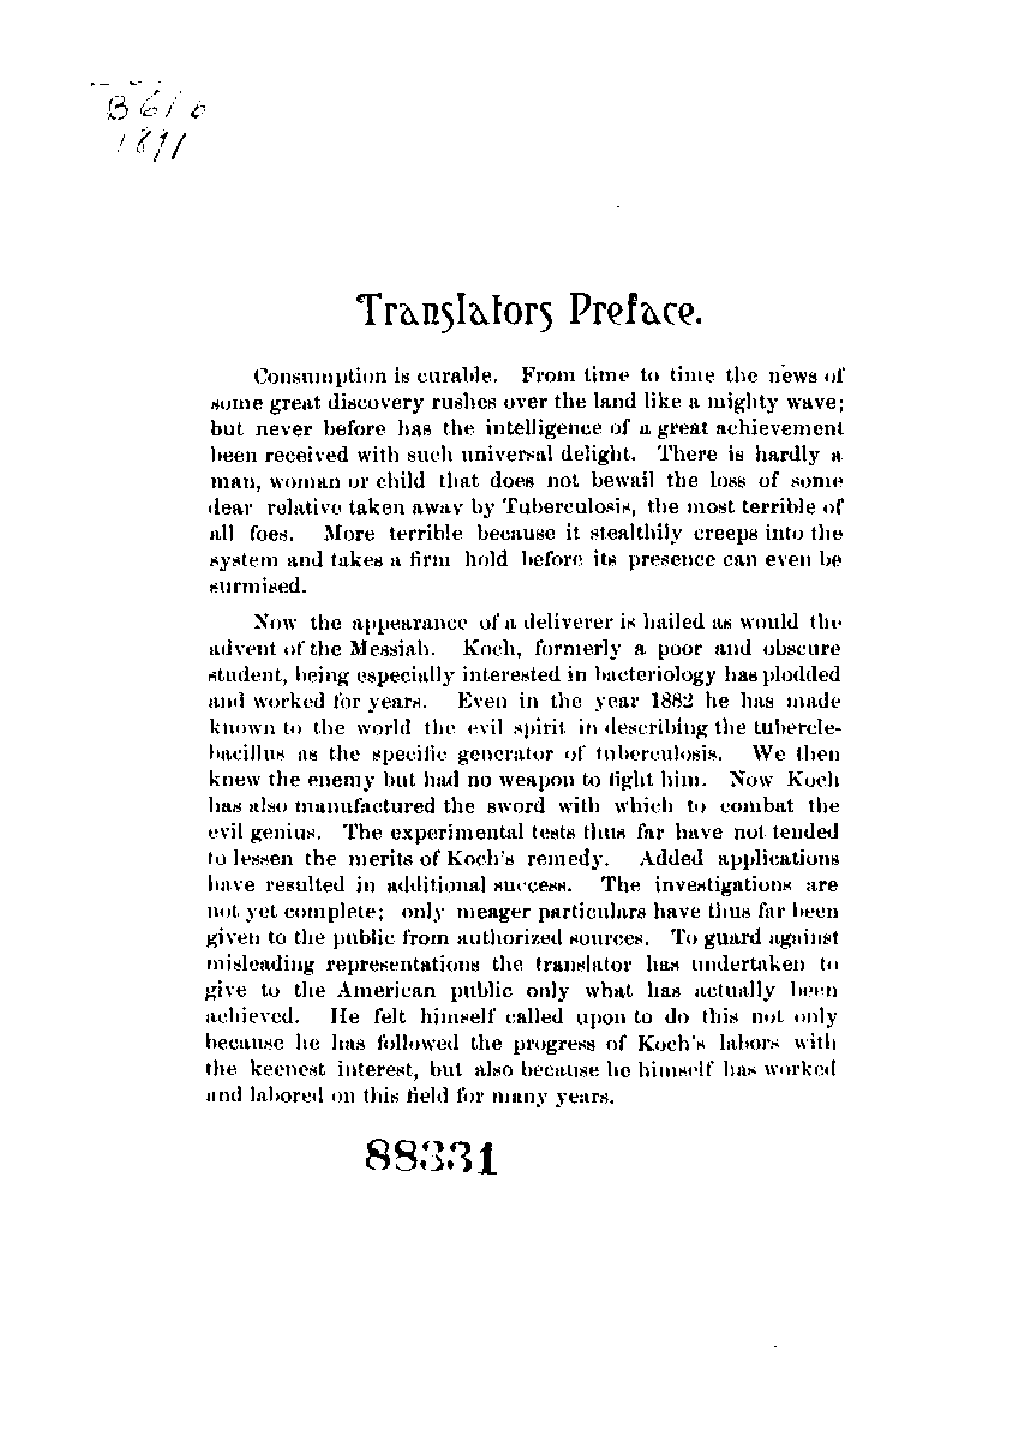 B61o
1891
Translators Preface.
Consumption is curable. From time to time the news of
some great discovery rushes over the land like a mighty wave;
but never before has the intelligence of a great achievement
been received with such universal delight. There is hardly a
man, woman or child that does not bewail the loss of some
dear relative taken away by Tuberculosis, the most terrible of
all foes. More terrible because it stealthily creeps into the
system and takes a firm hold before its presence can even be
surmised.
Now the appearance of a deliverer is hailed as would the
advent of the Messiah. Koch, formerly a poor and obscure
student, being especially interested in bacteriology has plodded
and worked for years. Even in the year 1882 he has made
known to the world the evil spirit in describing the tubercle-
bacillus as the specific generator of tuberculosis. We then
knew the enemy but had no weapon to fight him. Now Koch
has also manufactured the sword with which to combat the
evil genius. The experimental tests thus far have not tended
to lessen the merits of Koch's remedy. Added applications
have resulted in additional success. The investigations are
not yet complete; only meager particulars have thus far been
given to the public from authorized sources. To guard against
misleading representations the translator has undertaken to
give to the American public only what has actually been
achieved. He felt himself called upon to do this not only
because he has followed the progress of Koch's labors with
the keenest interest, but also because he himself has worked
and labored on this field for many years.
88331